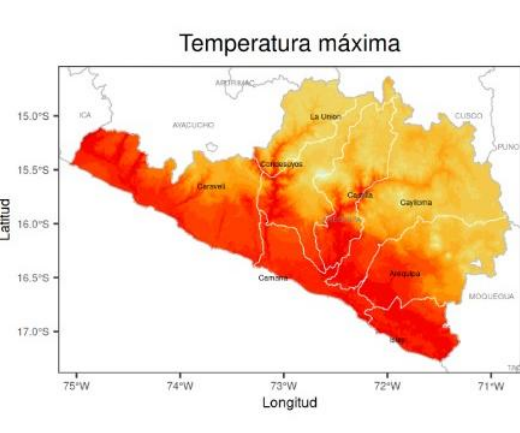 Temperatura máxima
APURIMAC
15.0°S
ICA
La Union
CUSCO
AYACUCHO
PUNO
15.5°S
Condesuyos
Caraveli
Castilla
Caylloma
Latitud
16.0°S
16.5°S
Camana
Arequipa
MOQUEGUA
17.0°S
Islay
75°W
74°W
73°W
72°W
71°W
Longitud